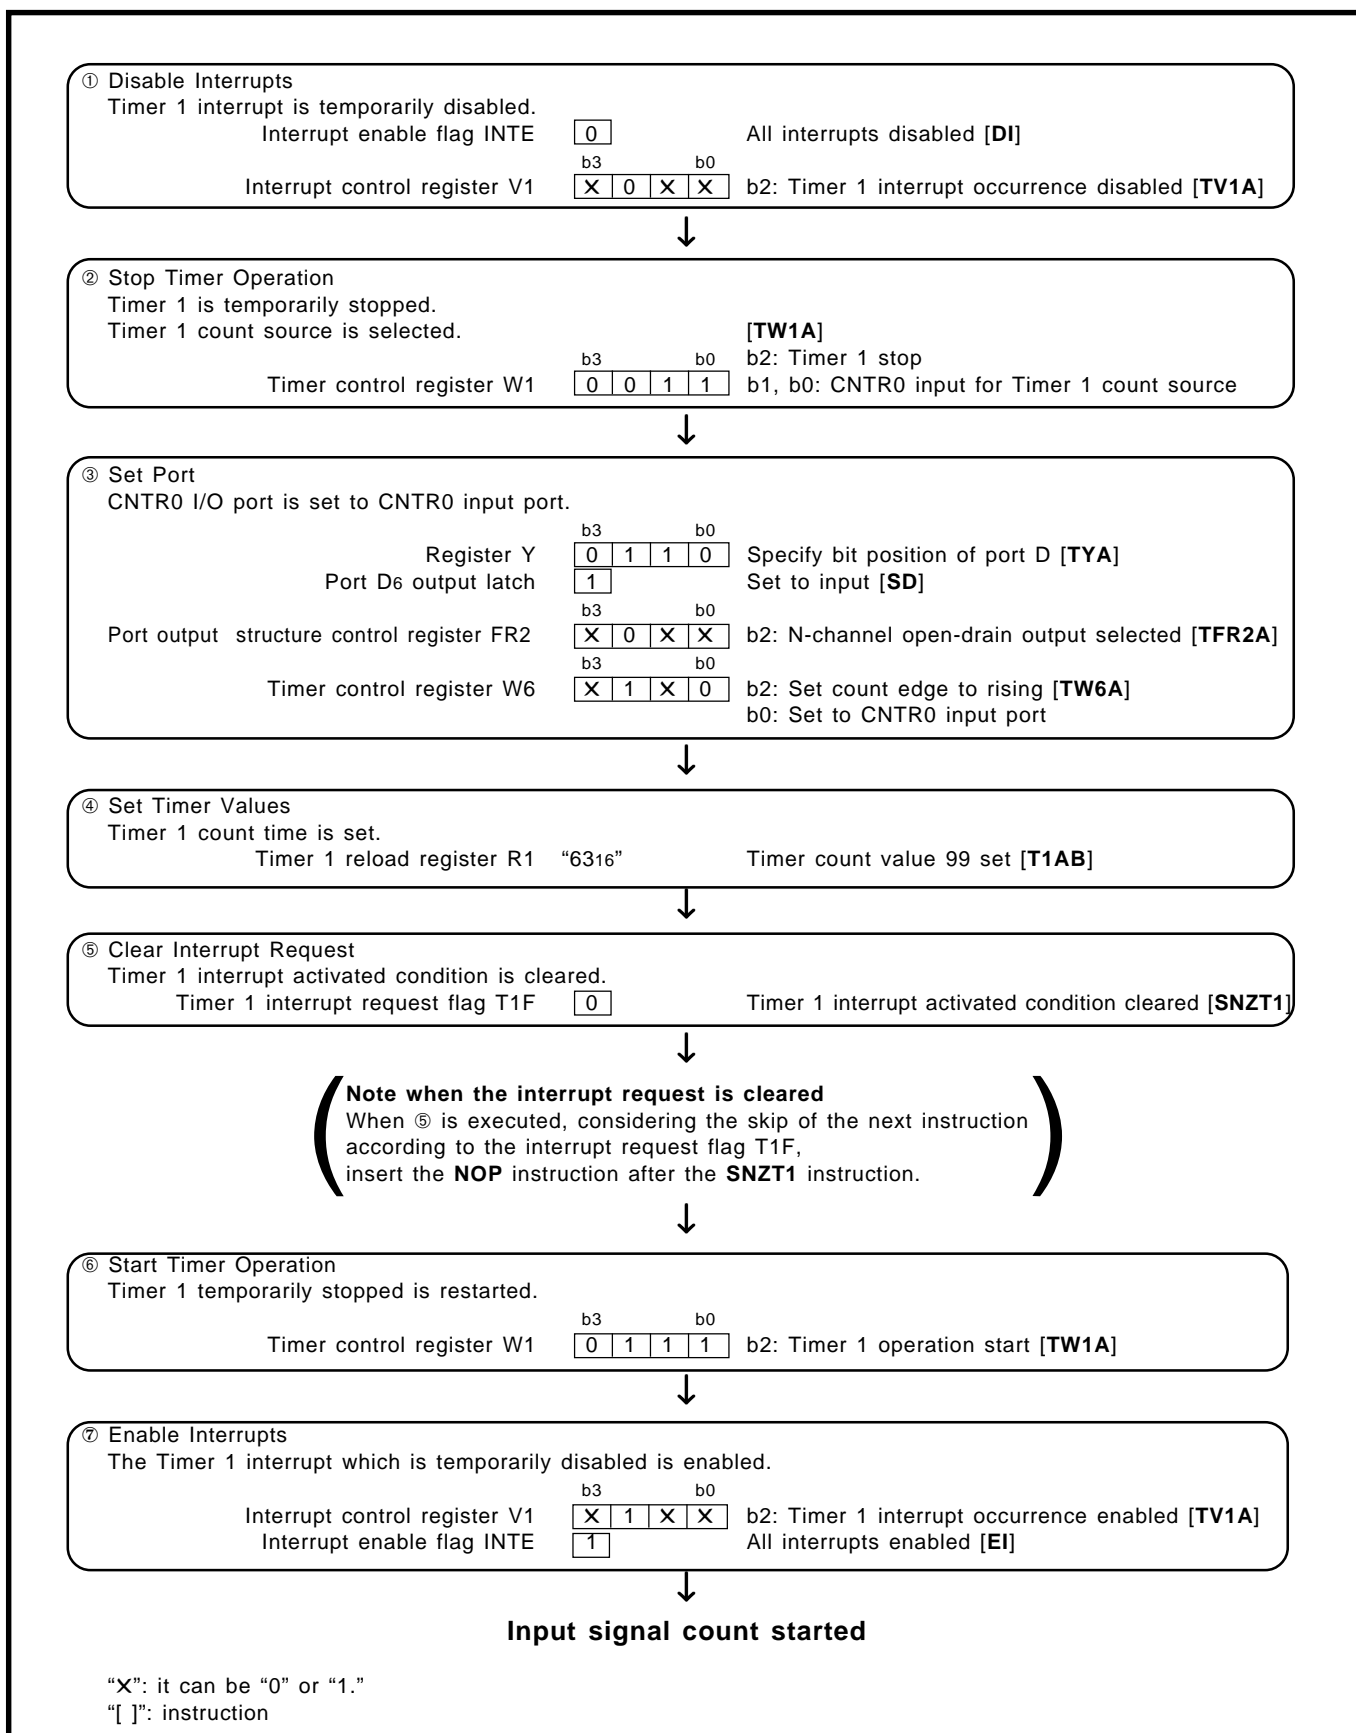 ① Disable Interrupts
Timer 1 interrupt is temporarily disabled.
Interrupt enable flag INTE 0 All interrupts disabled [DI]
b3 b0
Interrupt control register V1 X 0 X X b2: Timer 1 interrupt occurrence disabled [TV1A]
↓
② Stop Timer Operation
Timer 1 is temporarily stopped.
Timer 1 count source is selected. [TW1A]
b3 b0 b2: Timer 1 stop
Timer control register W1 0 0 1 1 b1, b0: CNTR0 input for Timer 1 count source
↓
③ Set Port
CNTR0 I/O port is set to CNTR0 input port.
b3 b0
Register Y 0 1 1 0 Specify bit position of port D [TYA]
Port D6 output latch 1 Set to input [SD]
b3 b0
Port output structure control register FR2 X 0 X X b2: N-channel open-drain output selected [TFR2A]
b3 b0
Timer control register W6 X 1 X 0 b2: Set count edge to rising [TW6A]
b0: Set to CNTR0 input port
↓
④ Set Timer Values
Timer 1 count time is set.
Timer 1 reload register R1 “6316” Timer count value 99 set [T1AB]
↓
⑤ Clear Interrupt Request
Timer 1 interrupt activated condition is cleared.
Timer 1 interrupt request flag T1F 0 Timer 1 interrupt activated condition cleared [SNZT1]
↓
Note when the interrupt request is cleared
When ⑤ is executed, considering the skip of the next instruction
according to the interrupt request flag T1F,
insert the NOP instruction after the SNZT1 instruction.
↓
⑥ Start Timer Operation
Timer 1 temporarily stopped is restarted.
b3 b0
Timer control register W1 0 1 1 1 b2: Timer 1 operation start [TW1A]
↓
⑦ Enable Interrupts
The Timer 1 interrupt which is temporarily disabled is enabled.
b3 b0
Interrupt control register V1 X 1 X X b2: Timer 1 interrupt occurrence enabled [TV1A]
Interrupt enable flag INTE 1 All interrupts enabled [EI]
↓
Input signal count started
“X”: it can be “0” or “1.”
“[ ]”: instruction